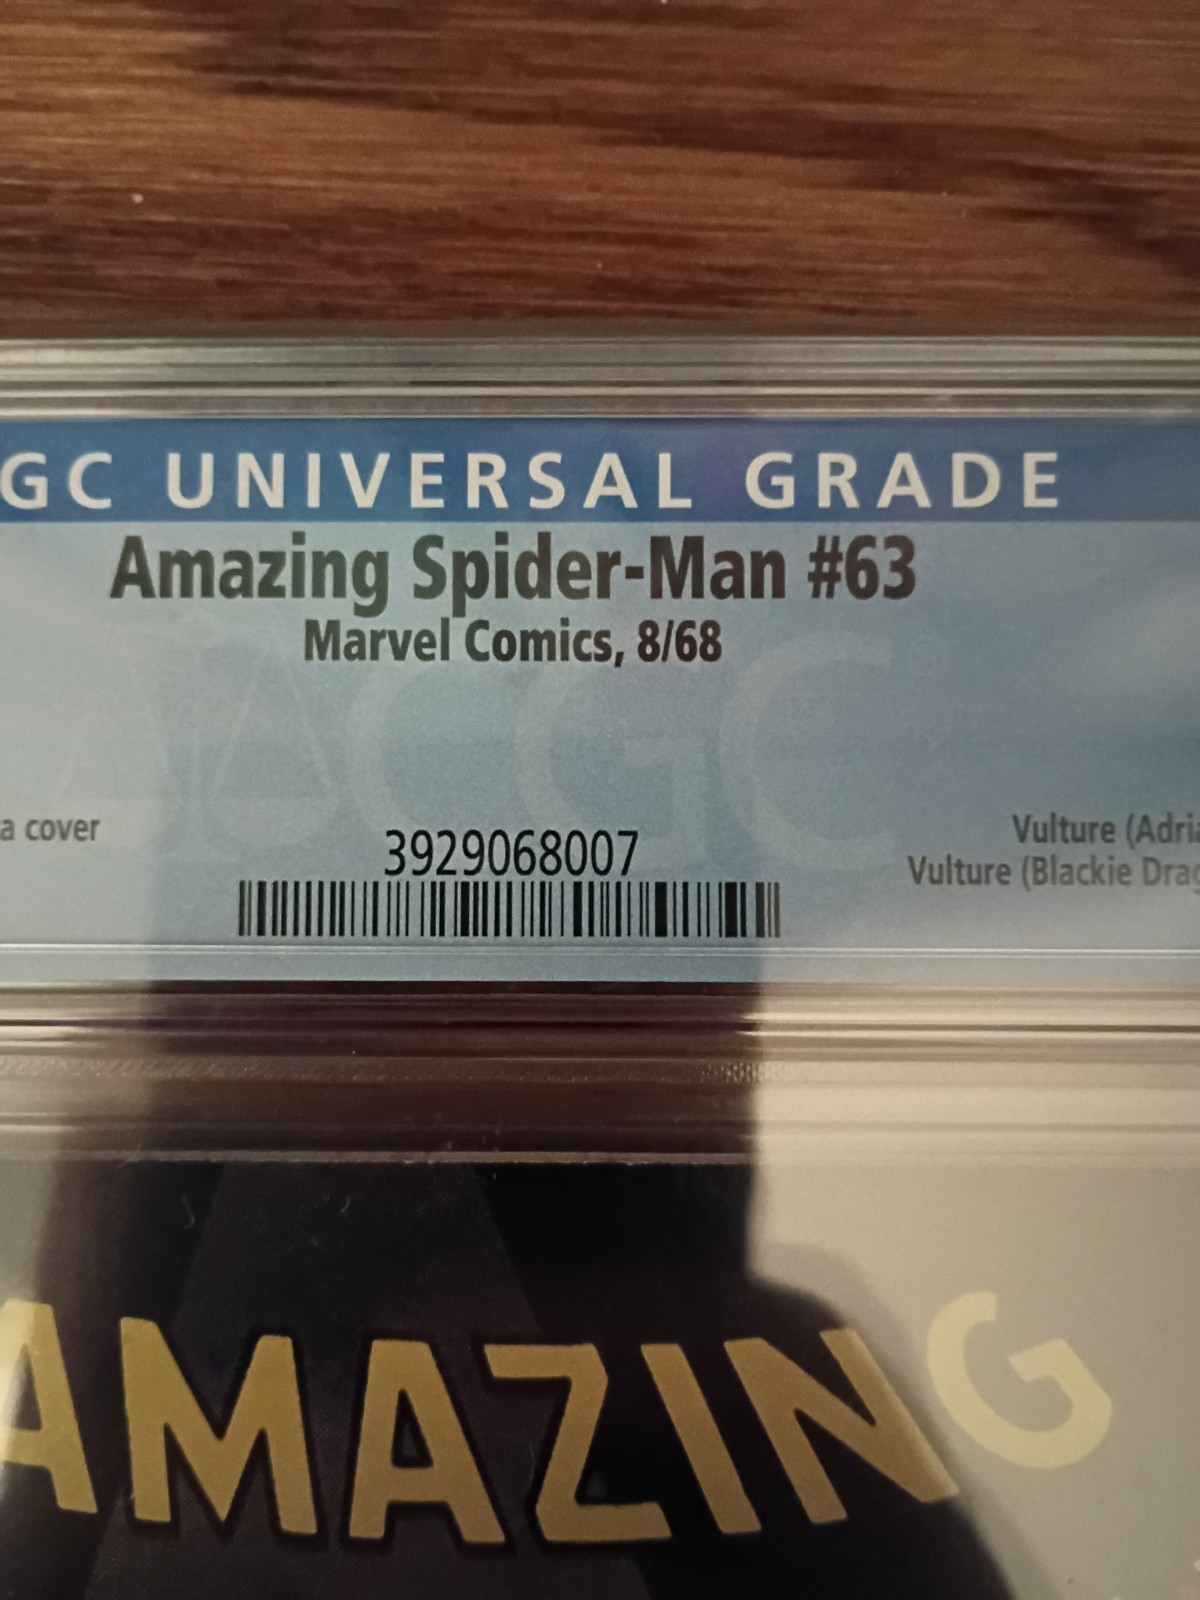 GC UNIVERSAL GRADE
Amazing Spider-Man #63
Marvel Comics, 8/68
CGC
a cover
3929068007
Vulture (Adria
Vulture (Blackie Drag
AMAZING